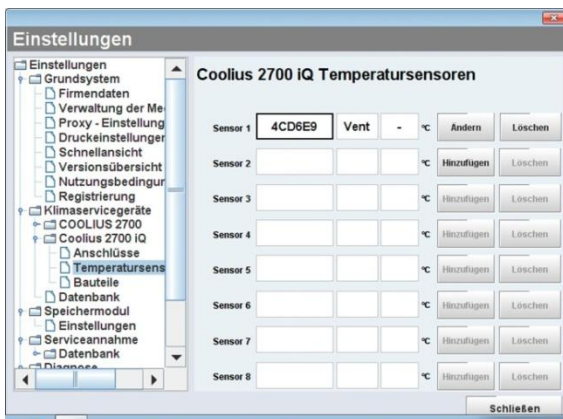 Einstellungen
Einstellungen
Grundsystem
Firmendaten
Verwaltung der Me
Proxy - Einstellung
Druckeinstellunger
Schnellansicht
Versionsübersicht
Nutzungsbedingur
Registrierung
Klimaservicegeräte
COOLIUS 2700
Coolius 2700 iQ
Anschlüsse
Temperatursens
Bauteile
Datenbank
Speichermodul
Einstellungen
Serviceannahme
Datenbank
Diagnose
Coolius 2700 iQ Temperatursensoren
Sensor 1 4CD6E9 Vent - °C Ändern Löschen
Sensor 2 °C Hinzufügen Löschen
Sensor 3 °C Hinzufügen Löschen
Sensor 4 °C Hinzufügen Löschen
Sensor 5 °C Hinzufügen Löschen
Sensor 6 °C Hinzufügen Löschen
Sensor 7 °C Hinzufügen Löschen
Sensor 8 °C Hinzufügen Löschen
Schließen